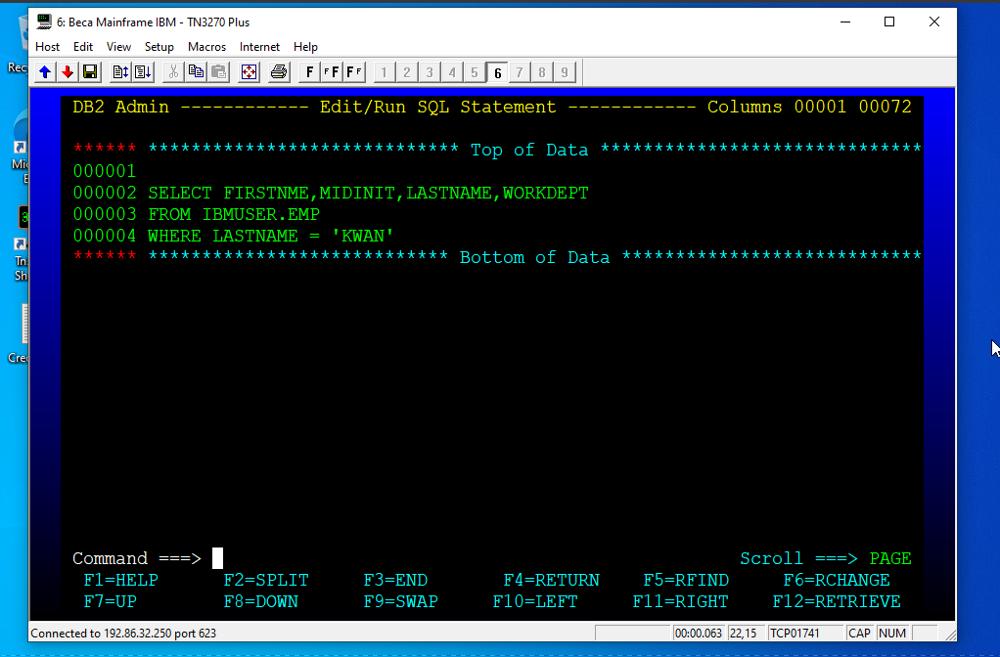 6: Beca Mainframe IBM - TN3270 Plus
Host Edit View Setup Macros Internet Help
F FF FF 1 2 3 4 5 6 7 8 9
DB2 Admin ------------ Edit/Run SQL Statement ------------ Columns 00001 00072
****** ***************************** Top of Data ******************************
000001
000002 SELECT FIRSTNME,MIDINIT,LASTNAME,WORKDEPT
000003 FROM IBMUSER.EMP
000004 WHERE LASTNAME = 'KWAN'
****** **************************** Bottom of Data ****************************
Command ===> Scroll ===> PAGE
F1=HELP F2=SPLIT F3=END F4=RETURN F5=RFIND F6=RCHANGE
F7=UP F8=DOWN F9=SWAP F10=LEFT F11=RIGHT F12=RETRIEVE
Connected to 192.86.32.250 port 623 00:00.063 22,15 TCP01741 CAP NUM